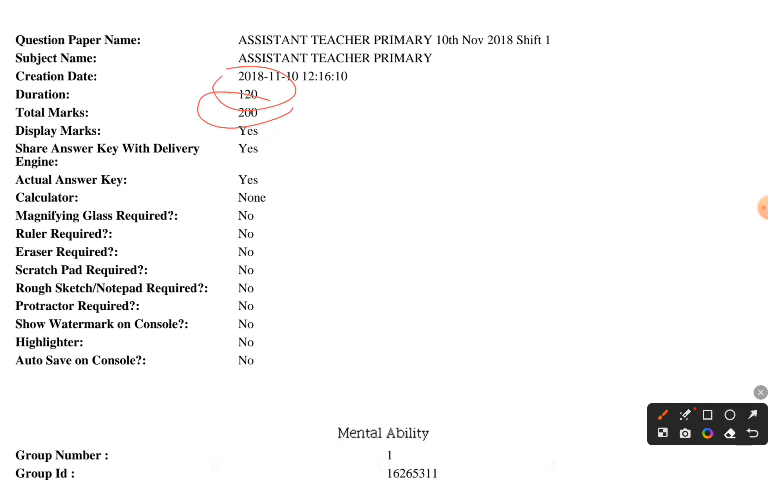 Question Paper Name: ASSISTANT TEACHER PRIMARY 10th Nov 2018 Shift 1
Subject Name: ASSISTANT TEACHER PRIMARY
Creation Date: 2018-11-10 12:16:10
Duration: 120
Total Marks: 200
Display Marks: Yes
Share Answer Key With Delivery Yes
Engine:
Actual Answer Key: Yes
Calculator: None
Magnifying Glass Required?: No
Ruler Required?: No
Eraser Required?: No
Scratch Pad Required?: No
Rough Sketch/Notepad Required?: No
Protractor Required?: No
Show Watermark on Console?: No
Highlighter: No
Auto Save on Console?: No
Mental Ability
Group Number : 1
Group Id : 16265311